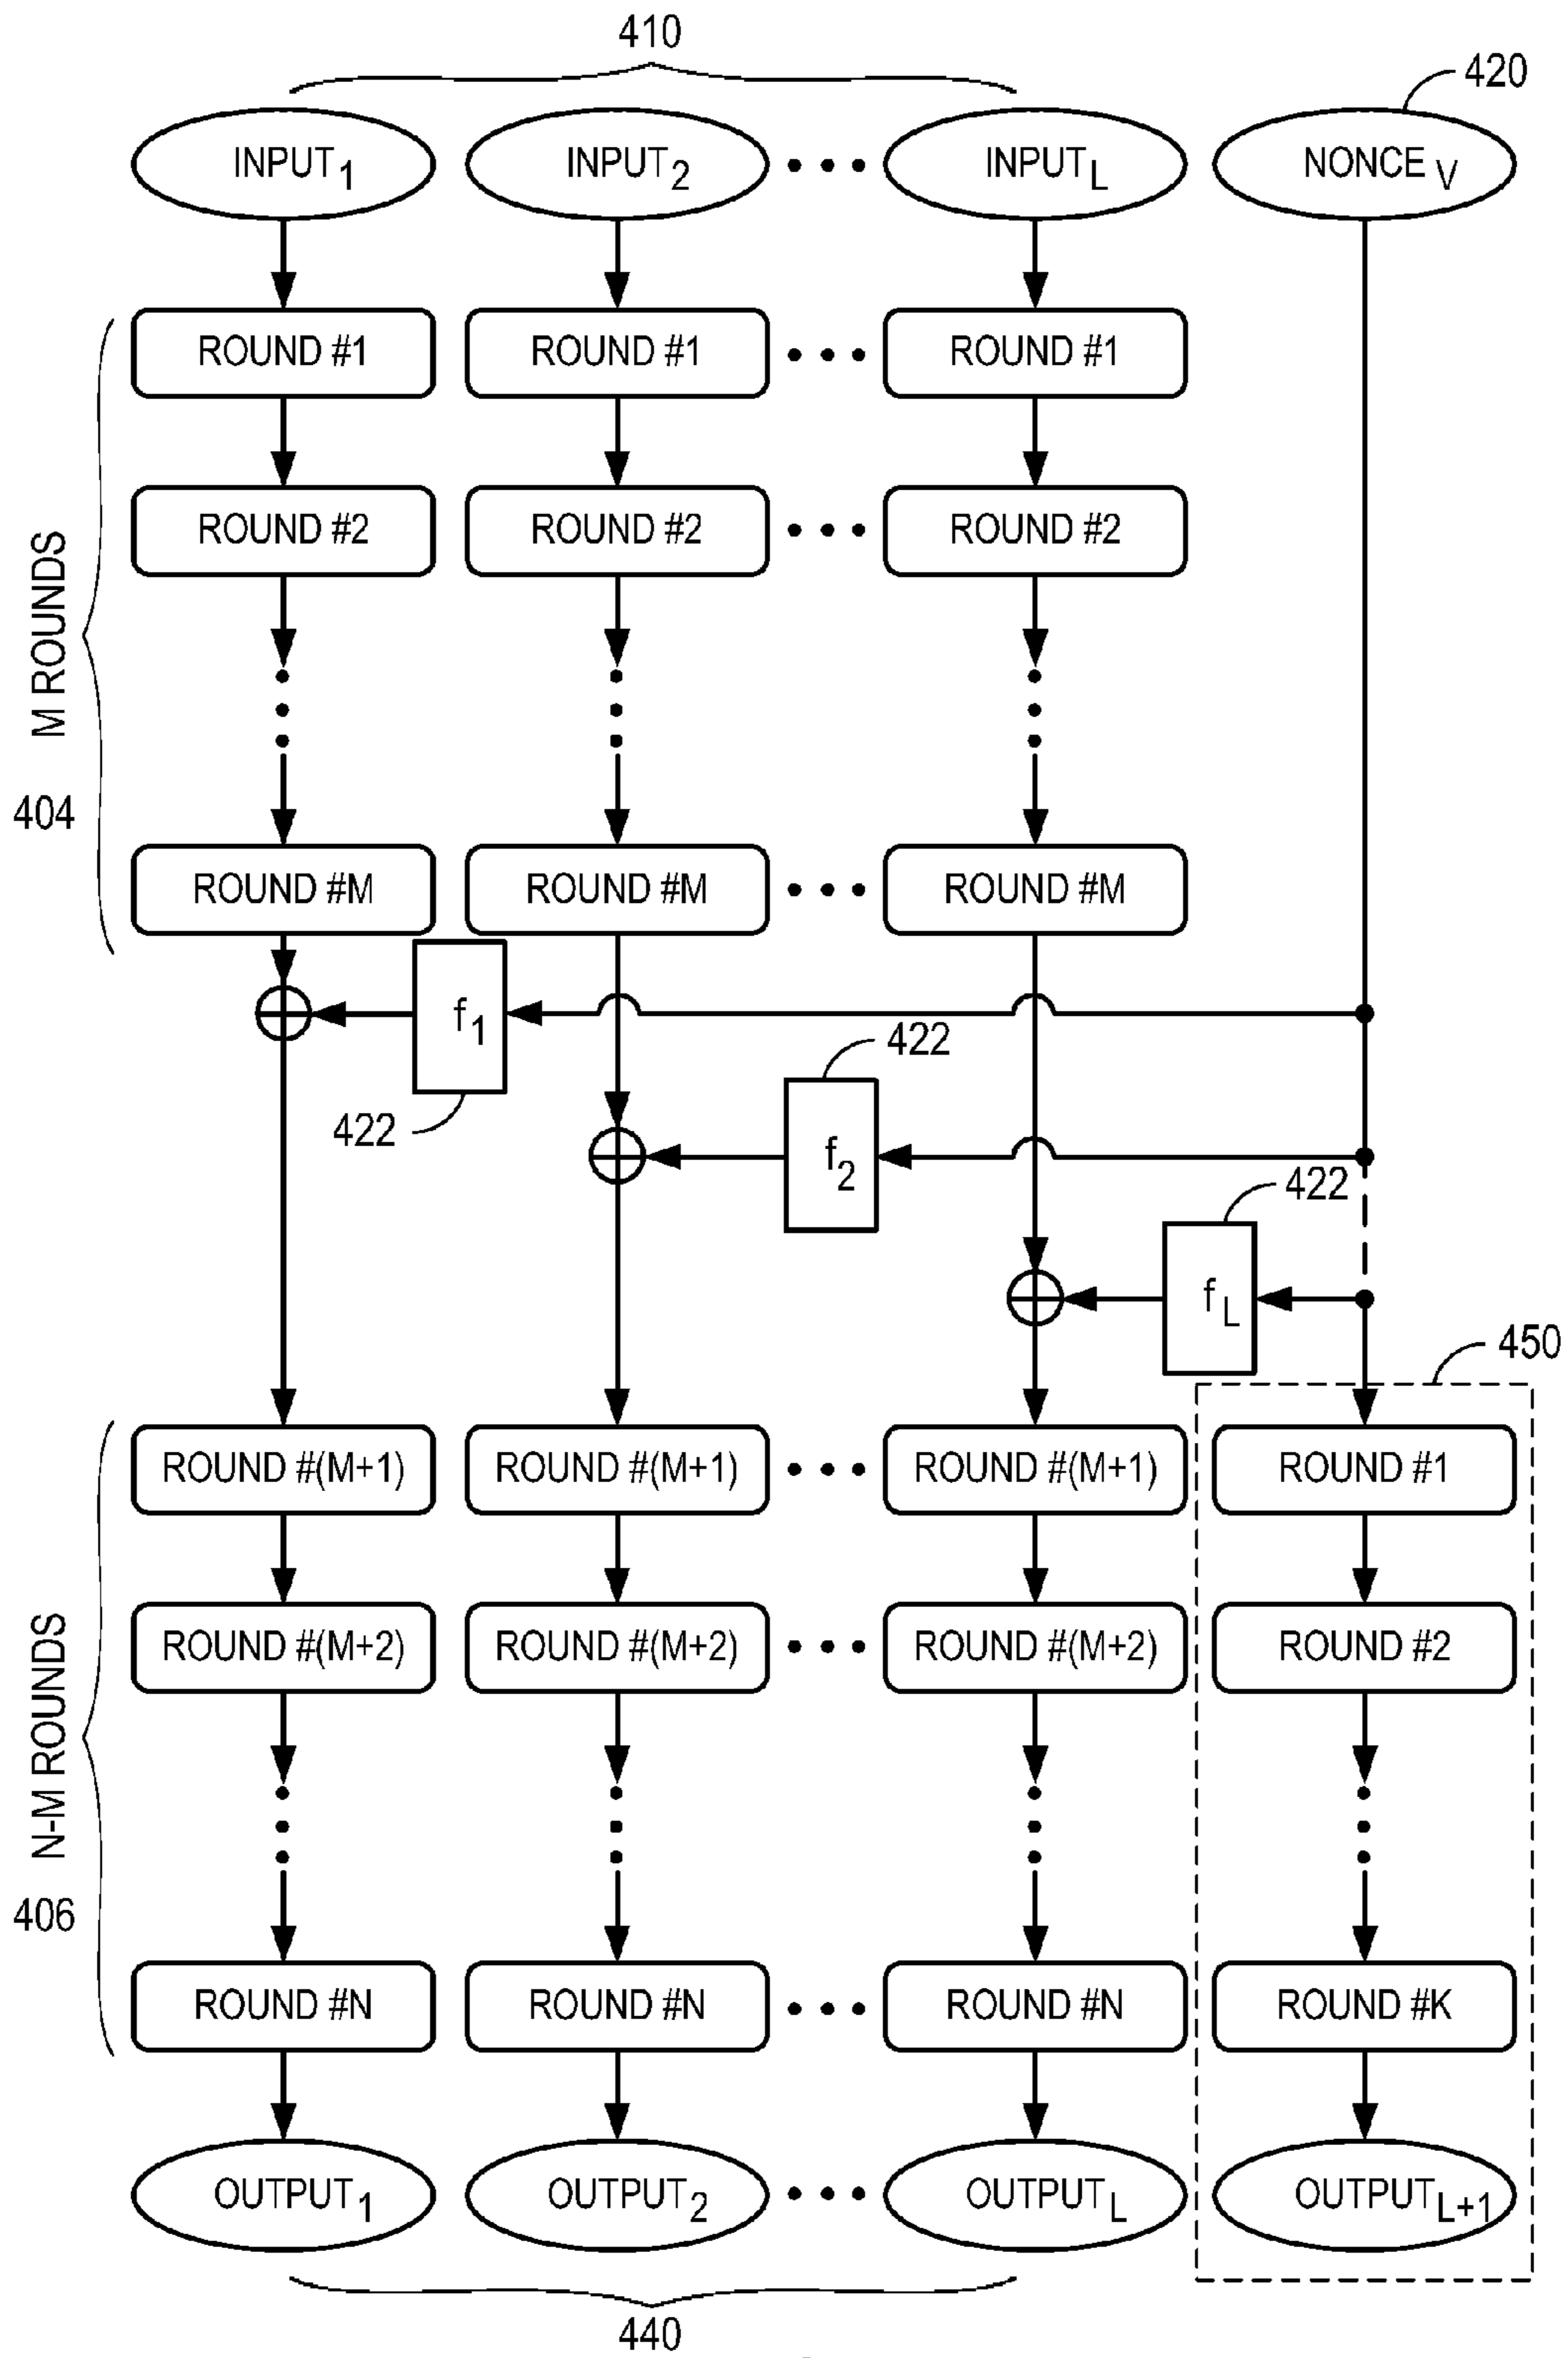 410
420
INPUT1 INPUT2 INPUTL NONCE V
ROUND #1 ROUND #1 ROUND #1
ROUND #2 ROUND #2 ROUND #2
M ROUNDS
404
ROUND #M ROUND #M ROUND #M
f1
422
422
f2
422
fL
450
ROUND #(M+1) ROUND #(M+1) ROUND #(M+1) ROUND #1
ROUND #(M+2) ROUND #(M+2) ROUND #(M+2) ROUND #2
N-M ROUNDS
406
ROUND #N ROUND #N ROUND #N ROUND #K
OUTPUT1 OUTPUT2 OUTPUTL OUTPUTL+1
440